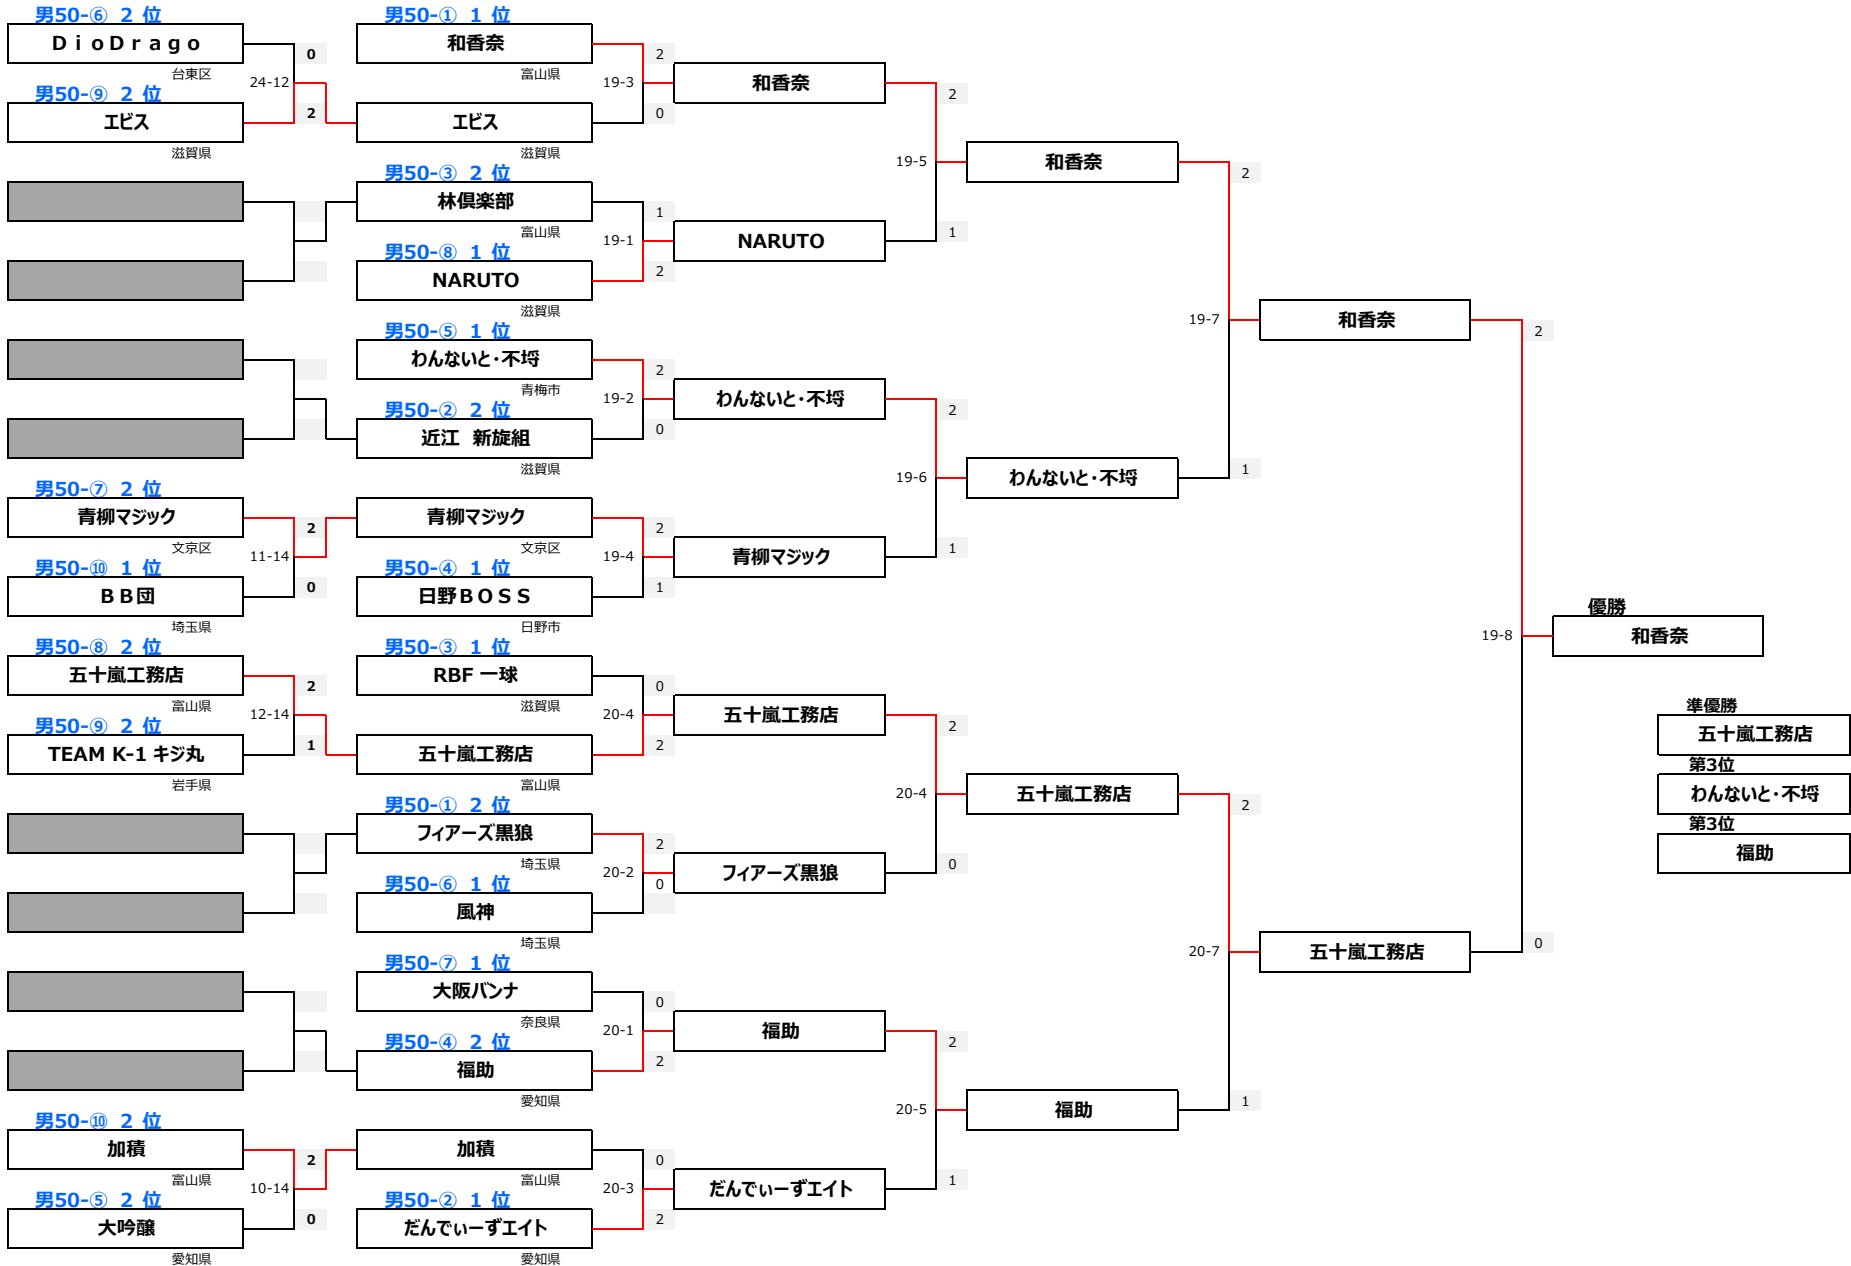 男50-⑥ 2 位
ＤｉｏＤｒａｇｏ
台東区
24-12
0
2
男50-⑨ 2 位
エビス
滋賀県
男50-⑦ 2 位
青柳マジック
文京区
11-14
2
0
男50-⑩ 1 位
ＢＢ団
埼玉県
男50-⑧ 2 位
五十嵐工務店
富山県
12-14
2
1
男50-⑨ 2 位
TEAM K-1 キジ丸
岩手県
男50-⑩ 2 位
加積
富山県
10-14
2
0
男50-⑤ 2 位
大吟醸
愛知県
男50-① 1 位
和香奈
富山県
19-3
2
0
エビス
滋賀県
男50-③ 2 位
林倶楽部
富山県
19-1
1
2
男50-⑧ 1 位
NARUTO
滋賀県
男50-⑤ 1 位
わんないと・不埒
青梅市
19-2
2
0
男50-② 2 位
近江　新旋組
滋賀県
青柳マジック
文京区
19-4
2
1
男50-④ 1 位
日野ＢＯＳＳ
日野市
男50-③ 1 位
RBF 一球
滋賀県
20-4
0
2
五十嵐工務店
富山県
男50-① 2 位
フィアーズ黒狼
埼玉県
20-2
2
0
男50-⑥ 1 位
風神
埼玉県
男50-⑦ 1 位
大阪バンナ
奈良県
20-1
0
2
男50-④ 2 位
福助
愛知県
加積
富山県
20-3
0
2
男50-② 1 位
だんでぃーずエイト
愛知県
和香奈
2
19-5
NARUTO
1
わんないと・不埒
2
19-6
青柳マジック
1
五十嵐工務店
2
20-4
フィアーズ黒狼
0
福助
2
20-5
だんでぃーずエイト
1
和香奈
2
19-7
わんないと・不埒
1
五十嵐工務店
2
20-7
福助
1
和香奈
2
19-8
五十嵐工務店
0
優勝
和香奈
準優勝
五十嵐工務店
第3位
わんないと・不埒
第3位
福助